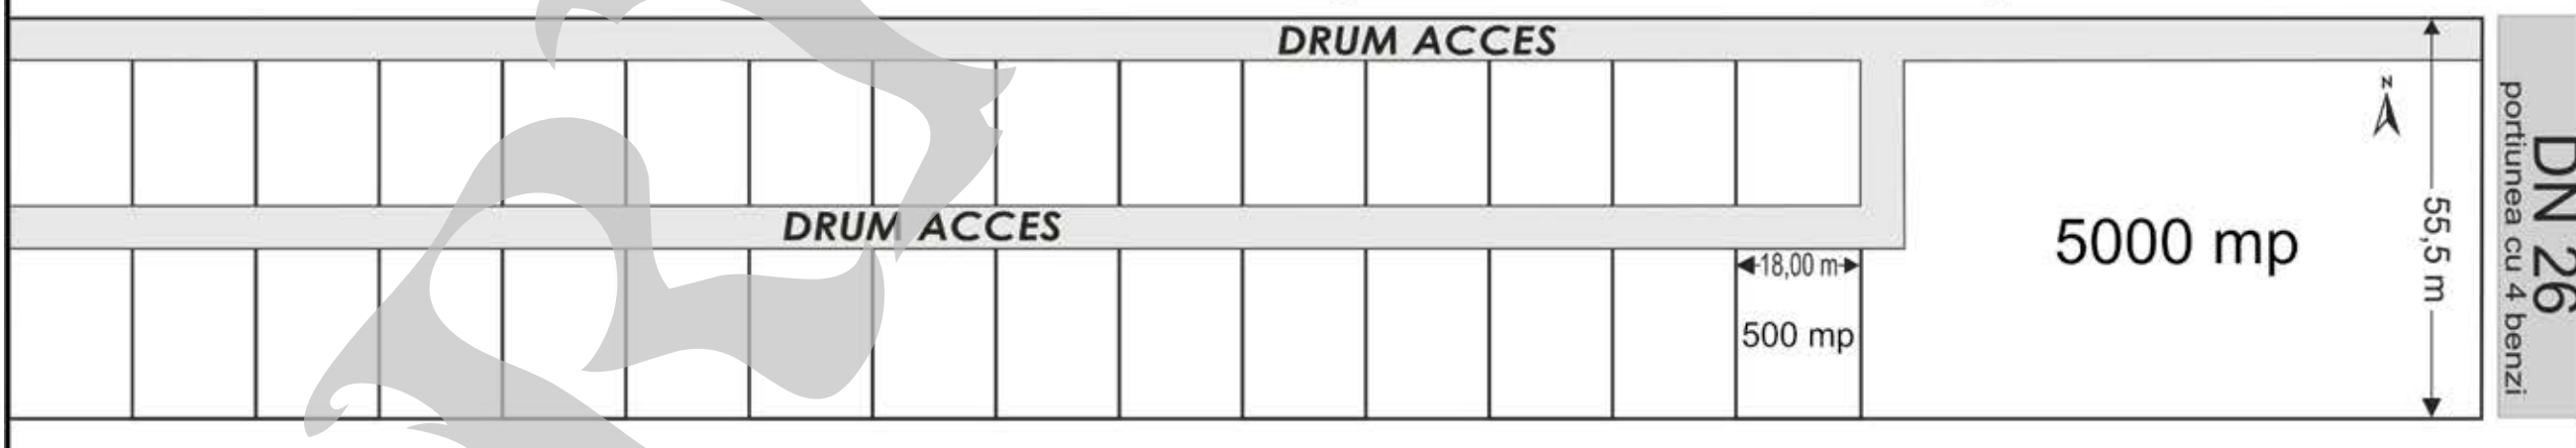 DRUM ACCES
N
DRUM ACCES
18,00 m
500 mp
5000 mp
55,5 m
DN 26
portiunea cu 4 benzi